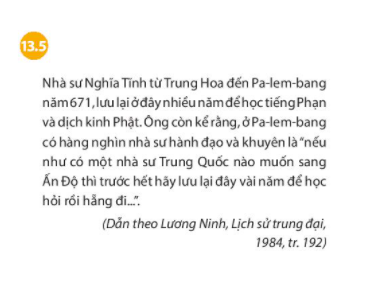 13.5
Nhà sư Nghĩa Tĩnh từ Trung Hoa đến Pa-lem-bang
năm 671, lưu lại ở đây nhiều năm để học tiếng Phạn
và dịch kinh Phật. Ông còn kể rằng, ở Pa-lem-bang
có hàng nghìn nhà sư hành đạo và khuyên là “nếu
như có một nhà sư Trung Quốc nào muốn sang
Ấn Độ thì trước hết hãy lưu lại đây vài năm để học
hỏi rồi hẵng đi...”.
(Dẫn theo Lương Ninh, Lịch sử trung đại,
1984, tr. 192)